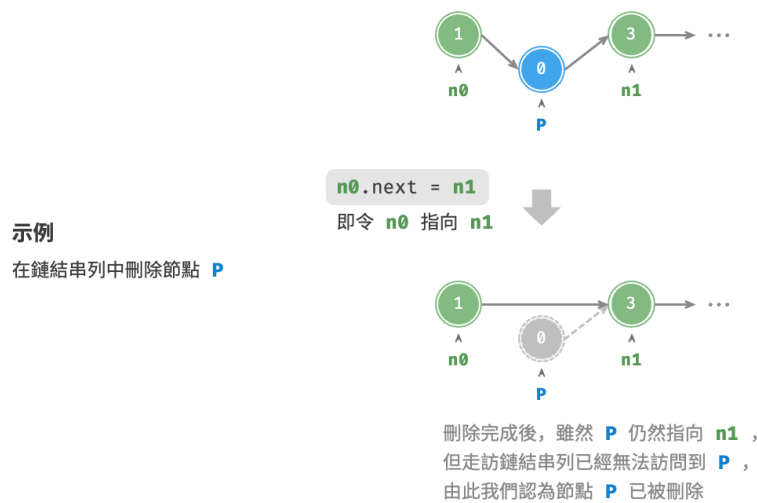 1
3
...
0
n0
n1
P
n0.next = n1
即令 n0 指向 n1
示例
在鏈結串列中刪除節點 P
1
3
...
0
n0
n1
P
刪除完成後，雖然 P 仍然指向 n1 ，
但走訪鏈結串列已經無法訪問到 P ，
由此我們認為節點 P 已被刪除